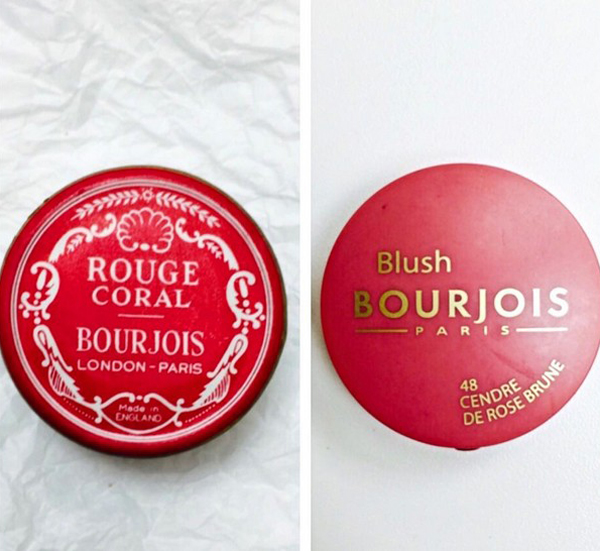 ROUGE
CORAL
BOURJOIS
LONDON-PARIS
Made in
ENGLAND
Blush
BOURJOIS
PARIS
48
CENDRE
DE ROSE BRUNE